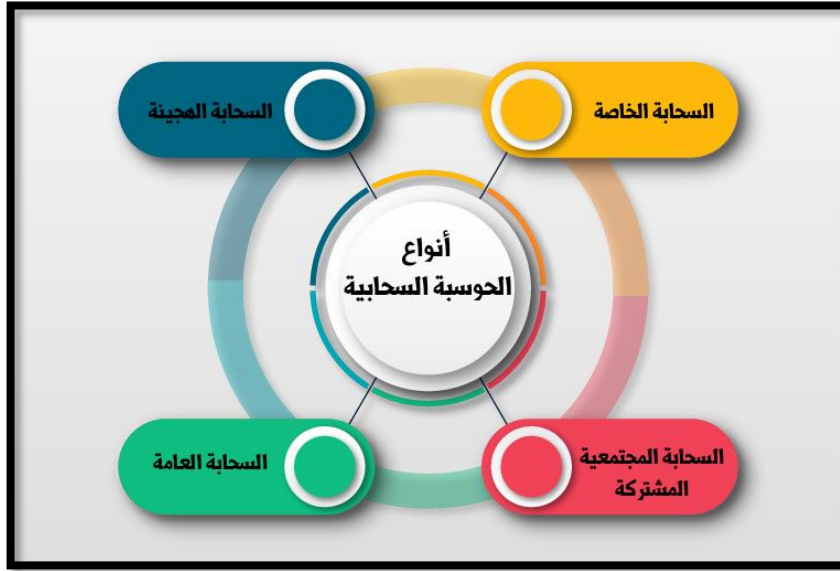 أنواع
الحوسبة السحابية
السحابة الخاصة
السحابة الهجينة
السحابة المجتمعية
المشتركة
السحابة العامة